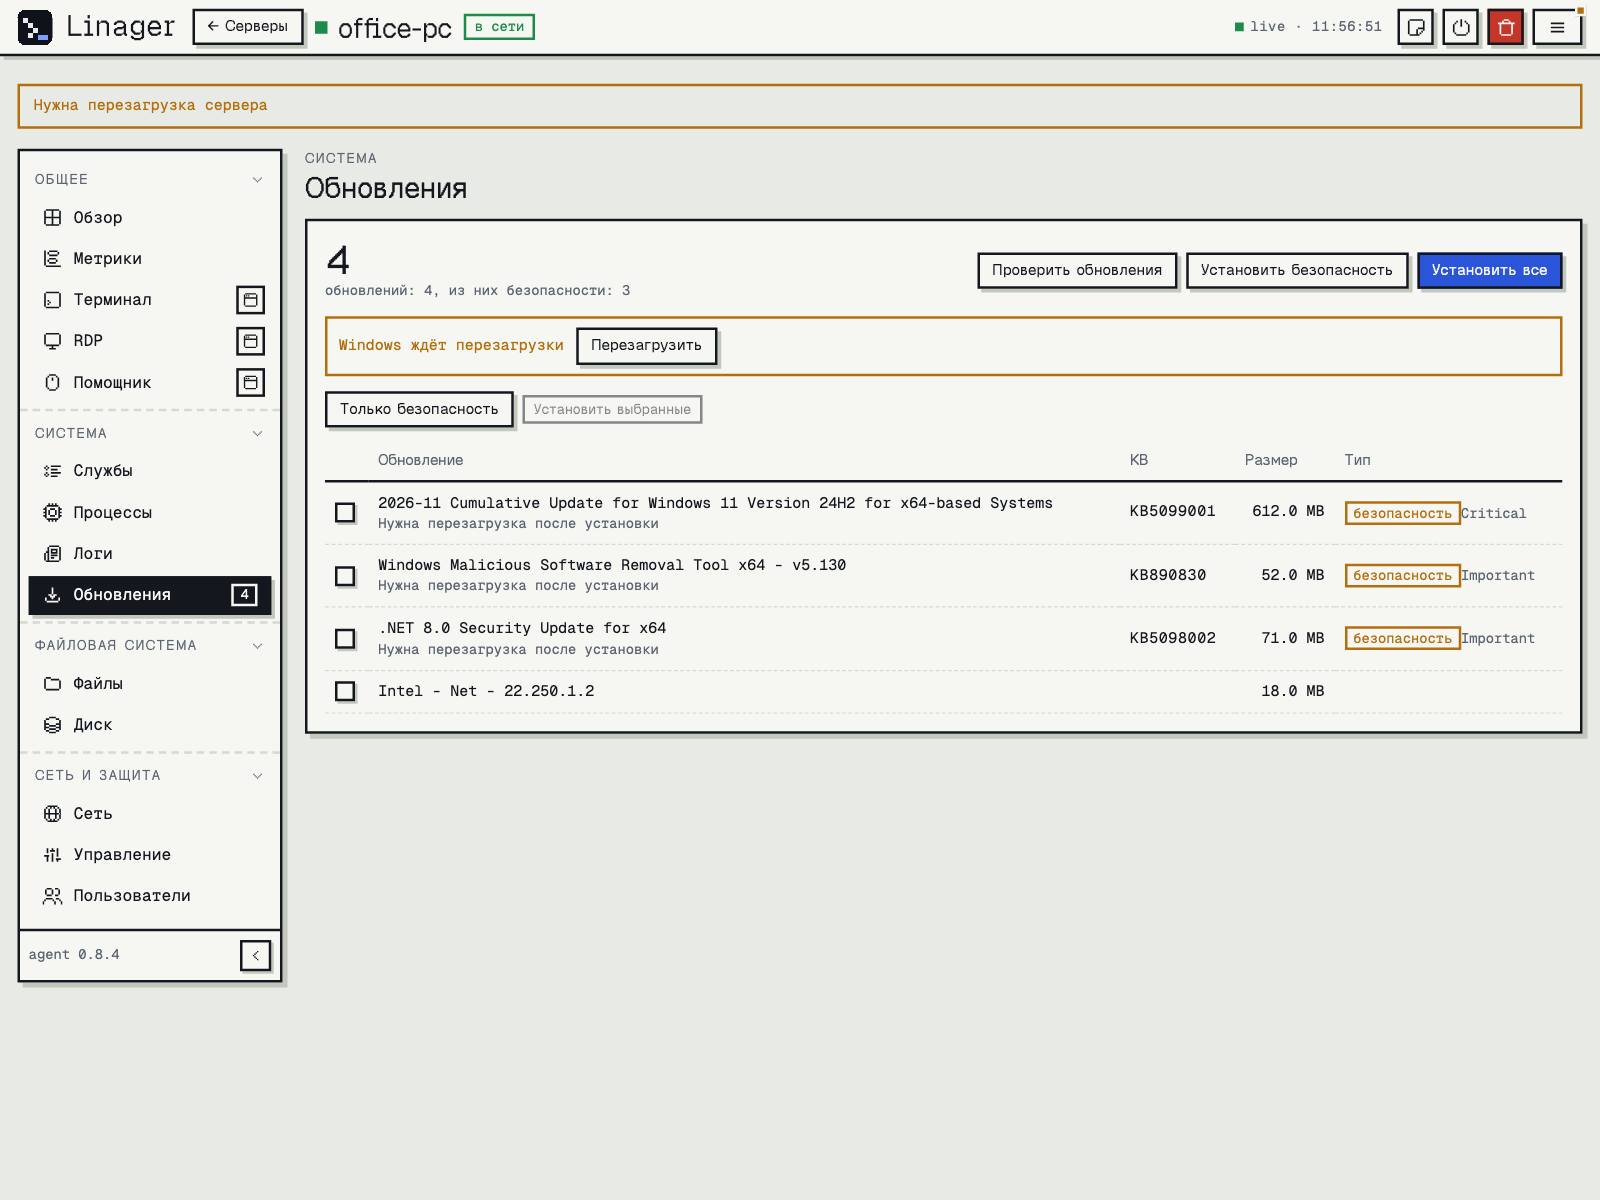 Linager
← Серверы
office-pc
в сети
live · 11:56:51
Нужна перезагрузка сервера
ОБЩЕЕ
Обзор
Метрики
Терминал
RDP
Помощник
СИСТЕМА
Службы
Процессы
Логи
Обновления 4
ФАЙЛОВАЯ СИСТЕМА
Файлы
Диск
СЕТЬ И ЗАЩИТА
Сеть
Управление
Пользователи
agent 0.8.4
СИСТЕМА
Обновления
4
обновлений: 4, из них безопасности: 3
Проверить обновления
Установить безопасность
Установить все
Windows ждёт перезагрузки
Перезагрузить
Только безопасность
Установить выбранные
Обновление KB Размер Тип
2026-11 Cumulative Update for Windows 11 Version 24H2 for x64-based Systems KB5099001 612.0 MB безопасность Critical
Нужна перезагрузка после установки
Windows Malicious Software Removal Tool x64 - v5.130 KB890830 52.0 MB безопасность Important
Нужна перезагрузка после установки
.NET 8.0 Security Update for x64 KB5098002 71.0 MB безопасность Important
Нужна перезагрузка после установки
Intel - Net - 22.250.1.2 18.0 MB